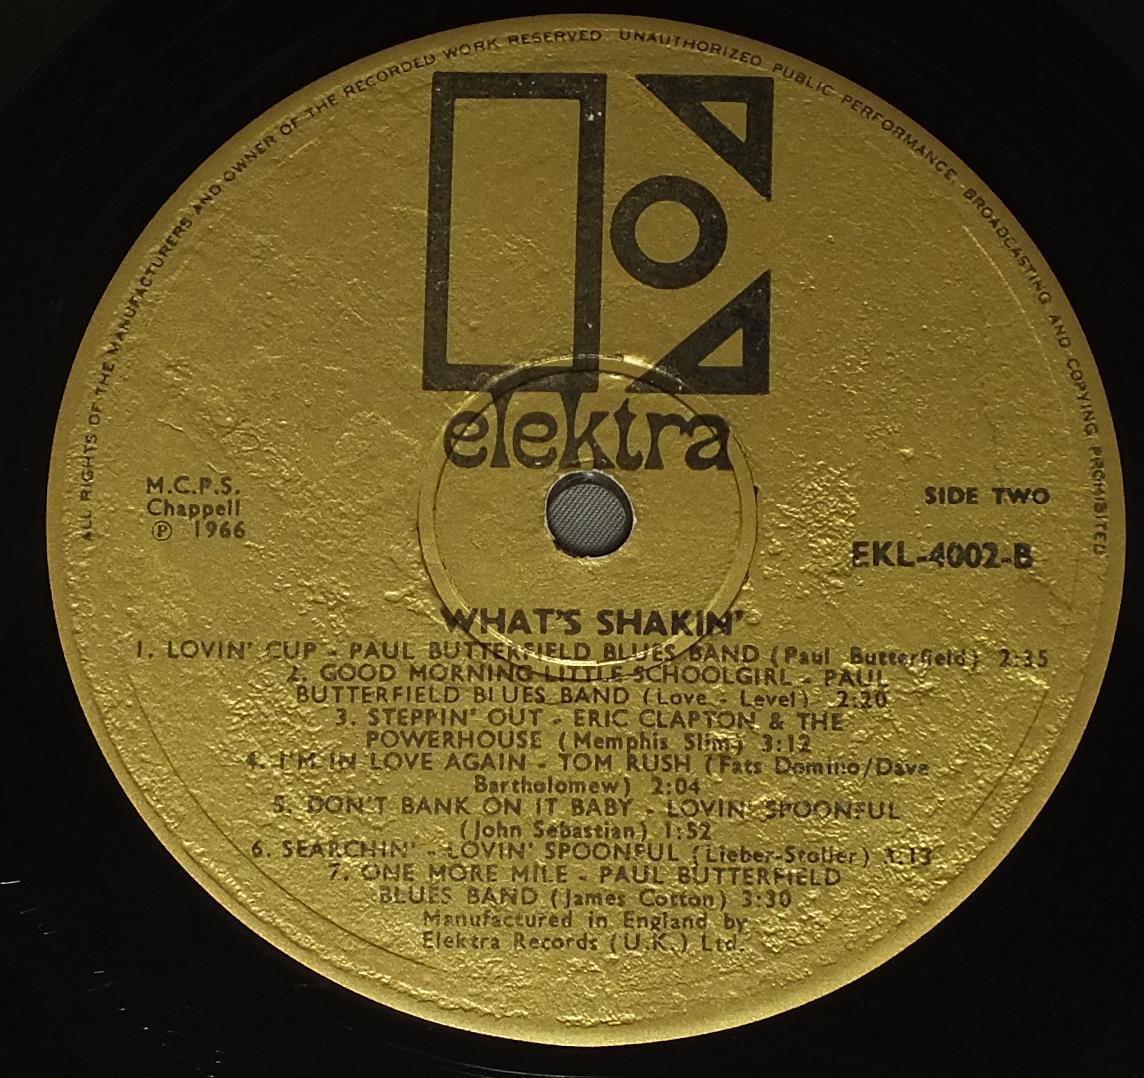 ALL RIGHTS OF THE MANUFACTURERS AND OWNER OF THE RECORDED WORK RESERVED UNAUTHORIZED PUBLIC PERFORMANCE BROADCASTING AND COPYING PROHIBITED
elektra
M.C.P.S.
Chappell
℗ 1966
SIDE TWO
EKL-4002-B
WHAT'S SHAKIN'
1. LOVIN' CUP - PAUL BUTTERFIELD BLUES BAND (Paul Butterfield) 2:35
2. GOOD MORNING LITTLE SCHOOLGIRL - PAUL
BUTTERFIELD BLUES BAND (Love - Level) 2:20
3. STEPPIN' OUT - ERIC CLAPTON & THE
POWERHOUSE (Memphis Slim) 3:12
4. I'M IN LOVE AGAIN - TOM RUSH (Fats Domino/Dave
Bartholomew) 2:04
5. DON'T BANK ON IT BABY - LOVIN' SPOONFUL
(John Sebastian) 1:52
6. SEARCHIN' - LOVIN' SPOONFUL (Lieber-Stoller)
7. ONE MORE MILE - PAUL BUTTERFIELD
BLUES BAND (James Cotton) 3:30
Manufactured in England by
Elektra Records (U.K.) Ltd.